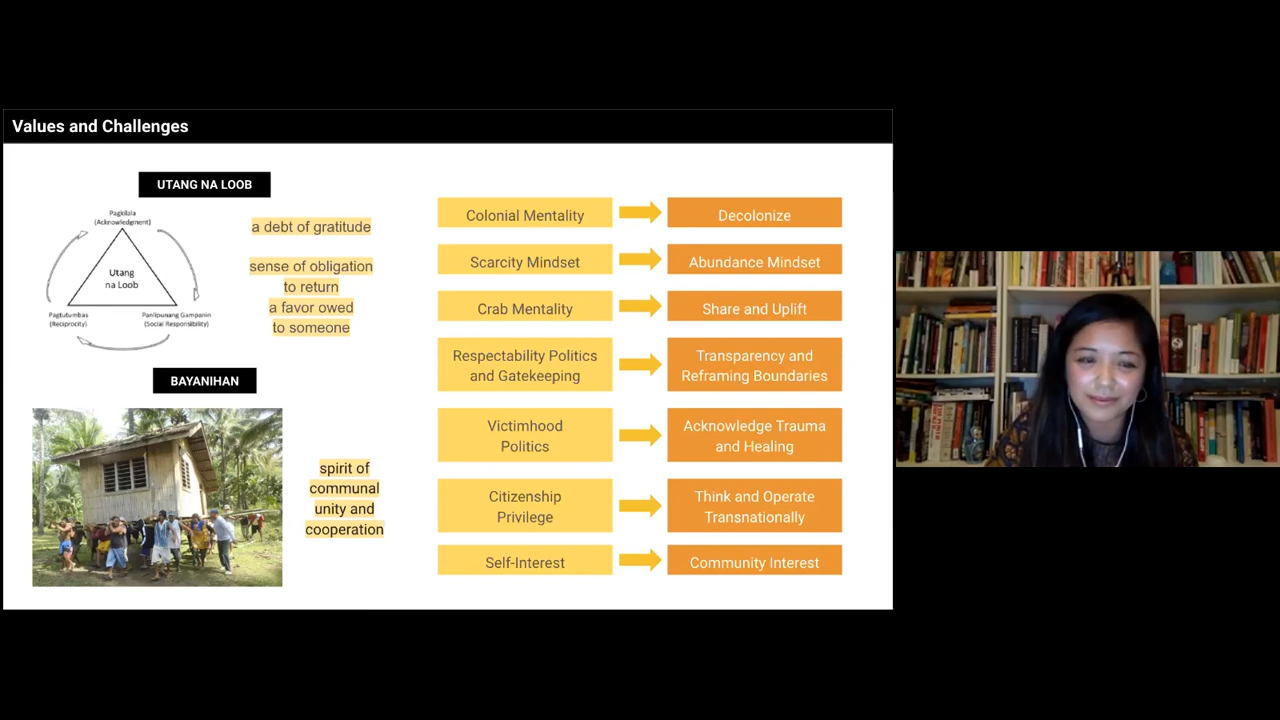 Values and Challenges
UTANG NA LOOB
Pagkilala
(Acknowledgment)
Utang
na Loob
Pagtutumbas
(Reciprocity)
Panlipunang Gampanin
(Social Responsibility)
a debt of gratitude
sense of obligation
to return
a favor owed
to someone
BAYANIHAN
spirit of
communal
unity and
cooperation
Colonial Mentality
Decolonize
Scarcity Mindset
Abundance Mindset
Crab Mentality
Share and Uplift
Respectability Politics
and Gatekeeping
Transparency and
Reframing Boundaries
Victimhood
Politics
Acknowledge Trauma
and Healing
Citizenship
Privilege
Think and Operate
Transnationally
Self-Interest
Community Interest